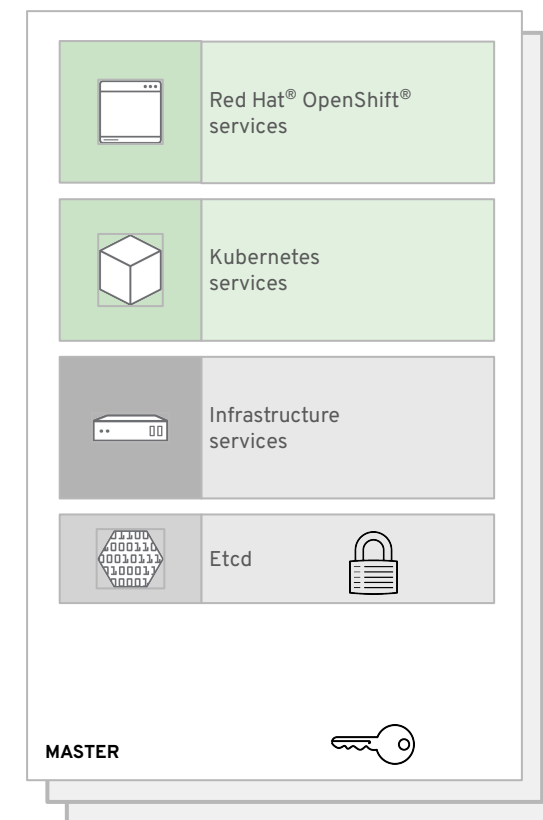 Red Hat® OpenShift®
services
Kubernetes
services
Infrastructure
services
Etcd
MASTER